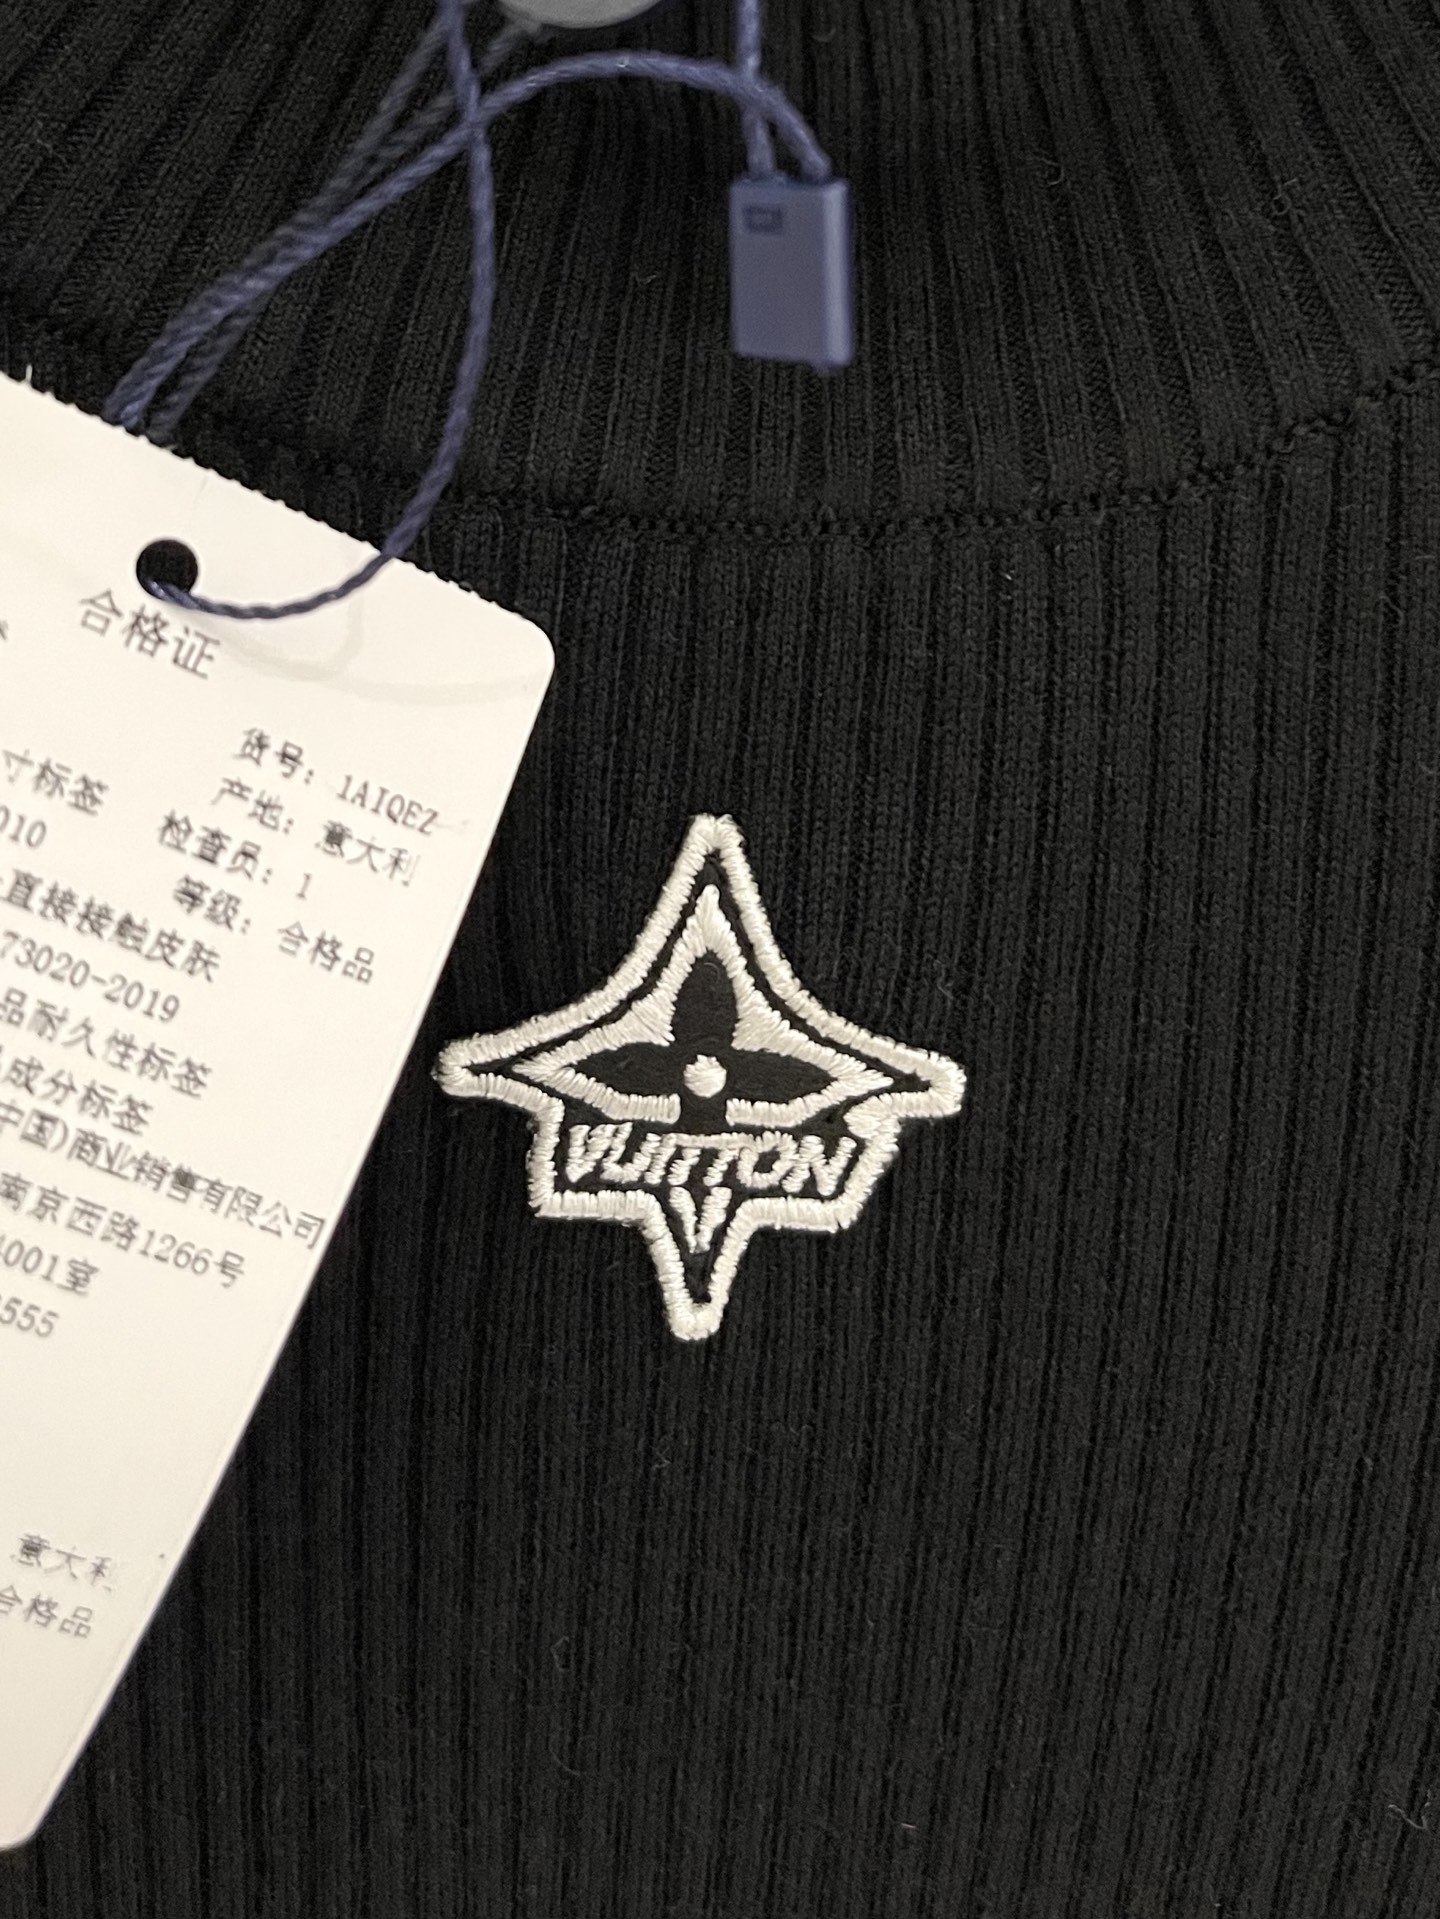 合格证
货号: 1AIQEZ
产地: 意大利
检查员: 1
等级: 合格品
寸标签
010
直接接触皮肤
73020-2019
品耐久性标签
成分标签
中国)商业销售有限公司
南京西路1266号
4001室
555
意大利
合格品
VUITTON